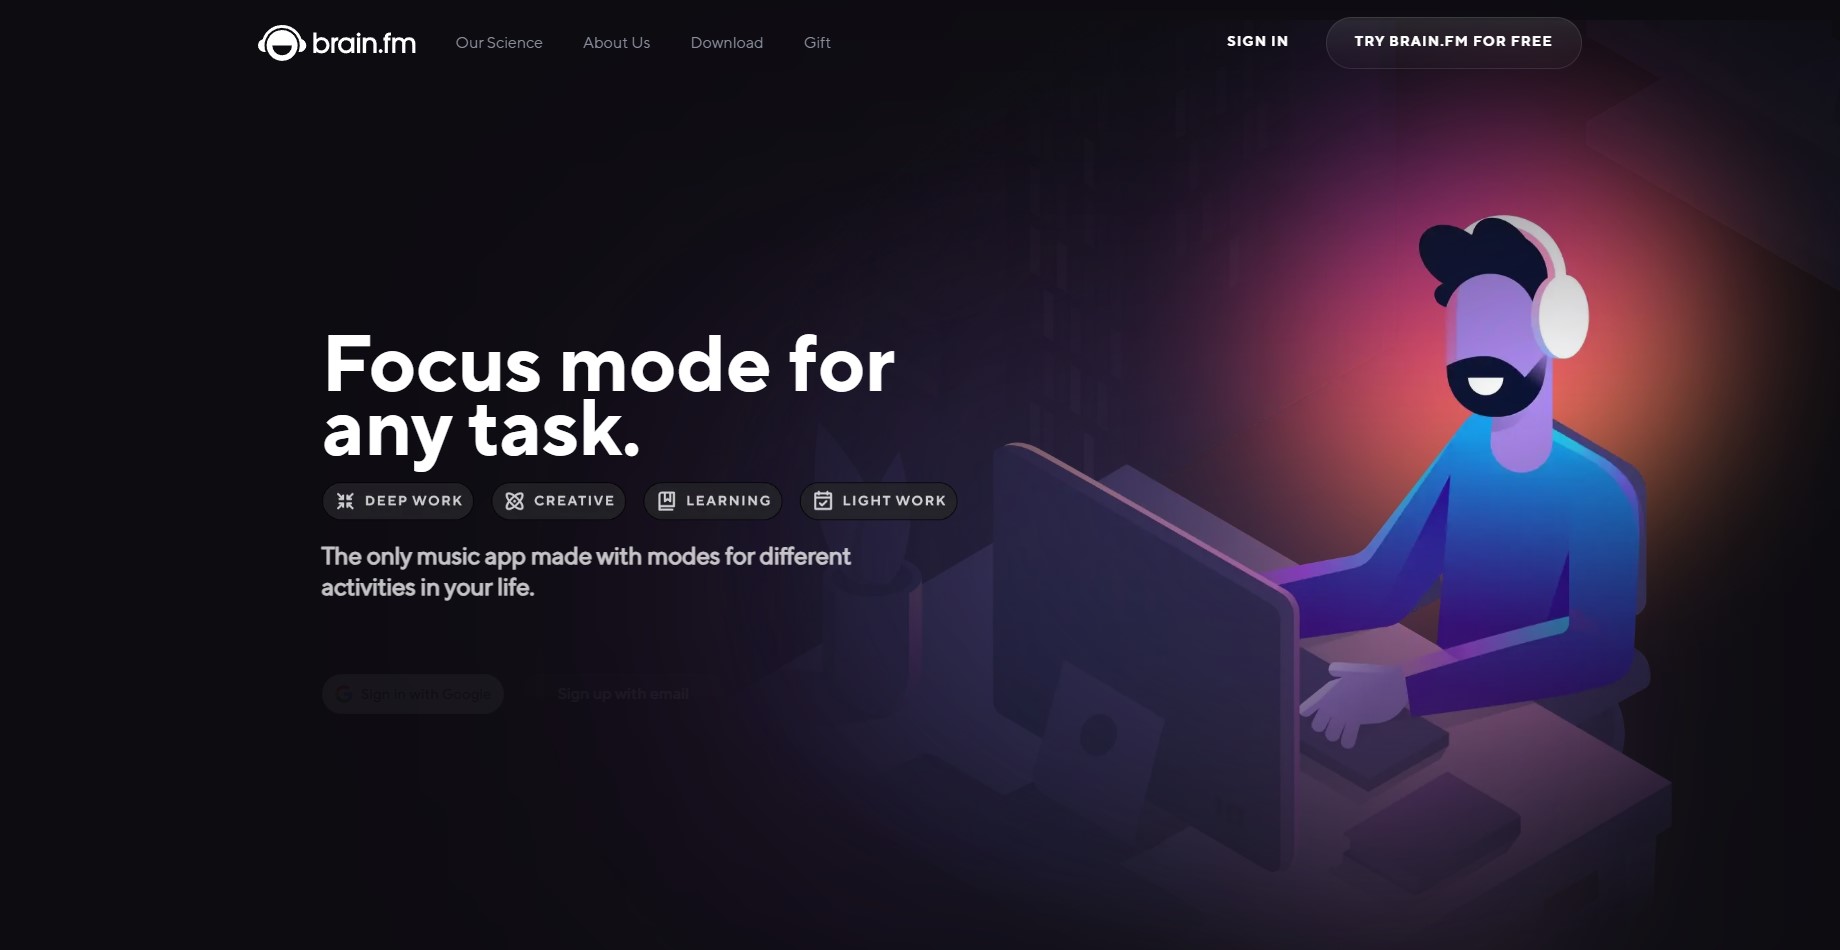 brain.fm
Our Science
About Us
Download
Gift
SIGN IN
TRY BRAIN.FM FOR FREE
Focus mode for
any task.
DEEP WORK
CREATIVE
LEARNING
LIGHT WORK
The only music app made with modes for different
activities in your life.
Sign in with Google
Sign up with email